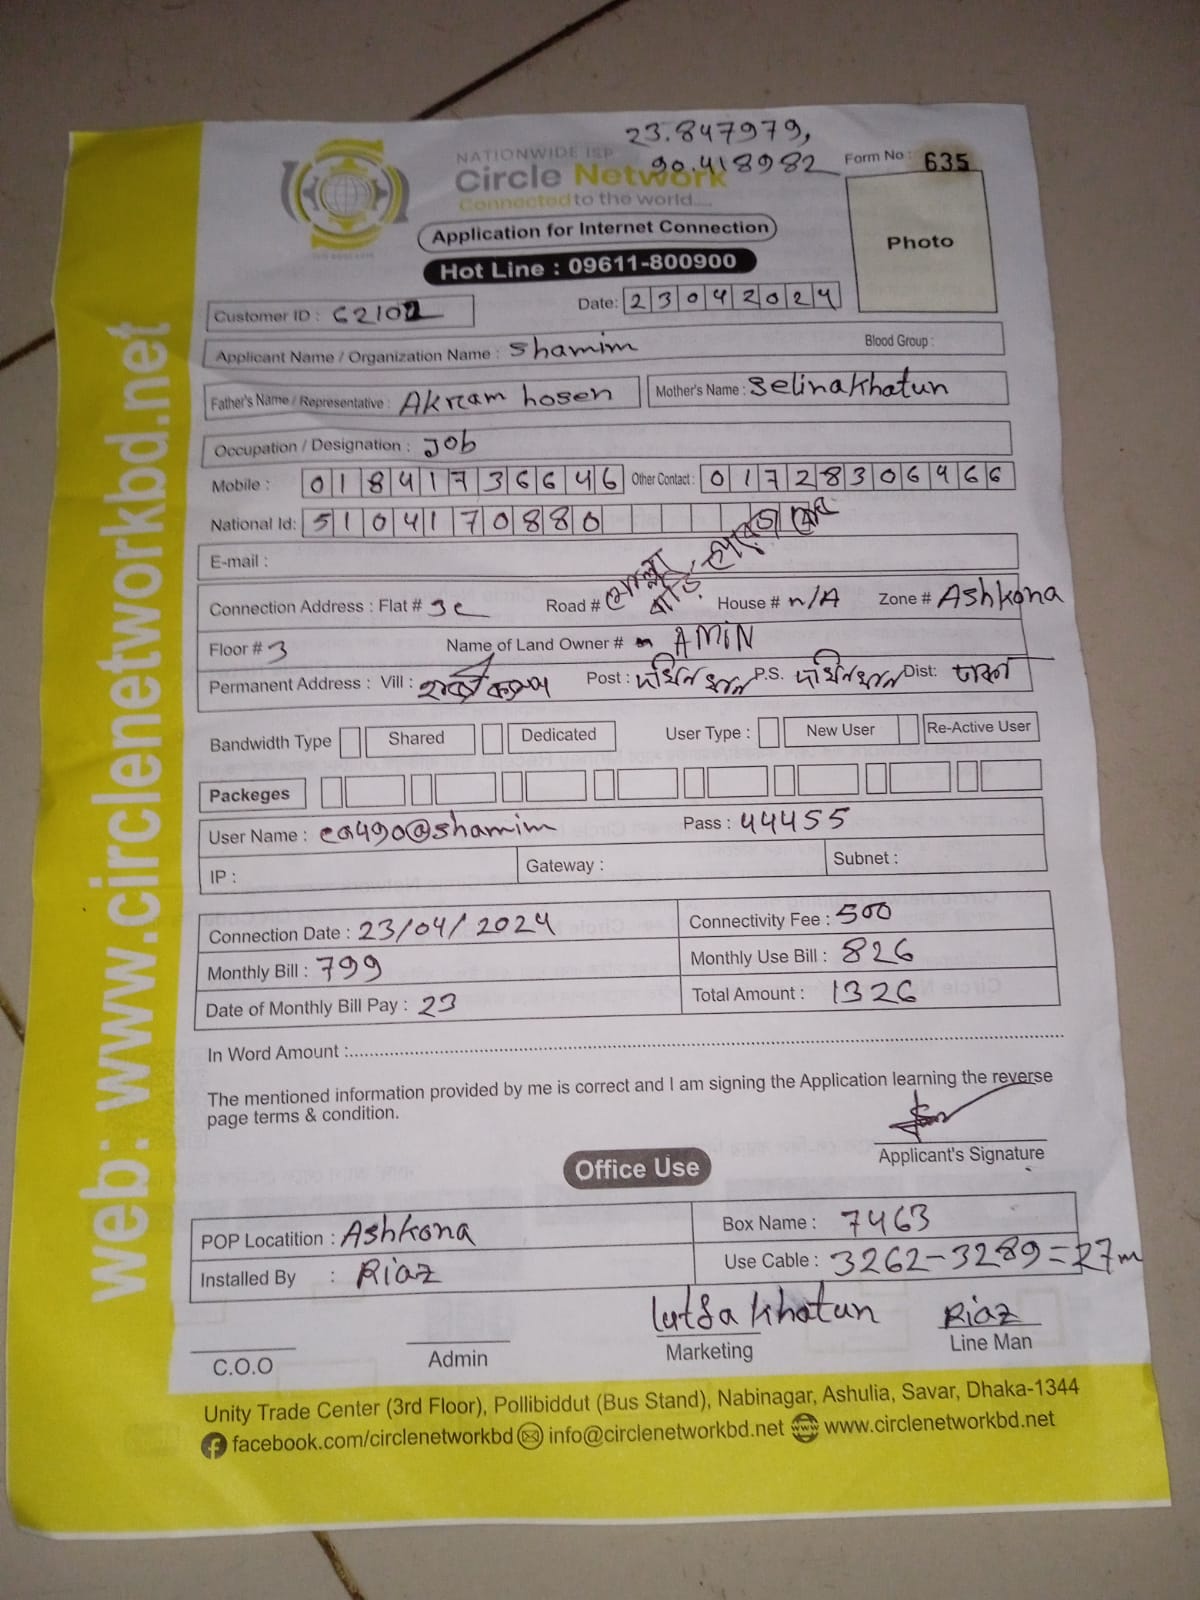 23.847979,
90.418982
NATIONWIDE ISP
Circle Network
Connected to the world....
Form No : 635
Application for Internet Connection
Hot Line : 09611-800900
Photo
Customer ID : 62102
Date: 23042024
Applicant Name / Organization Name : Shamim Blood Group :
Father's Name / Representative : Akram hosen Mother's Name : Selina Khatun
Occupation / Designation : Job
Mobile : 01841736646 Other Contact : 01728306966
National Id: 5104170880
E-mail :
Connection Address : Flat # 3c Road # House # n/A Zone # Ashkona
Floor # 3 Name of Land Owner # AMiN
Permanent Address : Vill : Post : P.S. Dist: ঢাকা
Bandwidth Type Shared Dedicated User Type : New User Re-Active User
Packeges
User Name : ca490@shamim Pass : 44455
IP : Gateway : Subnet :
Connection Date : 23/04/2024 Connectivity Fee : 500
Monthly Bill : 799 Monthly Use Bill : 826
Date of Monthly Bill Pay : 23 Total Amount : 1326
In Word Amount :
The mentioned information provided by me is correct and I am signing the Application learning the reverse
page terms & condition.
Applicant's Signature
Office Use
POP Locatition : Ashkona Box Name : 7463
Installed By : Riaz Use Cable : 3262-3289=27m
lutfa Khatun Riaz
C.O.O Admin Marketing Line Man
Unity Trade Center (3rd Floor), Pollibiddut (Bus Stand), Nabinagar, Ashulia, Savar, Dhaka-1344
facebook.com/circlenetworkbd info@circlenetworkbd.net www.circlenetworkbd.net
web: www.circlenetworkbd.net